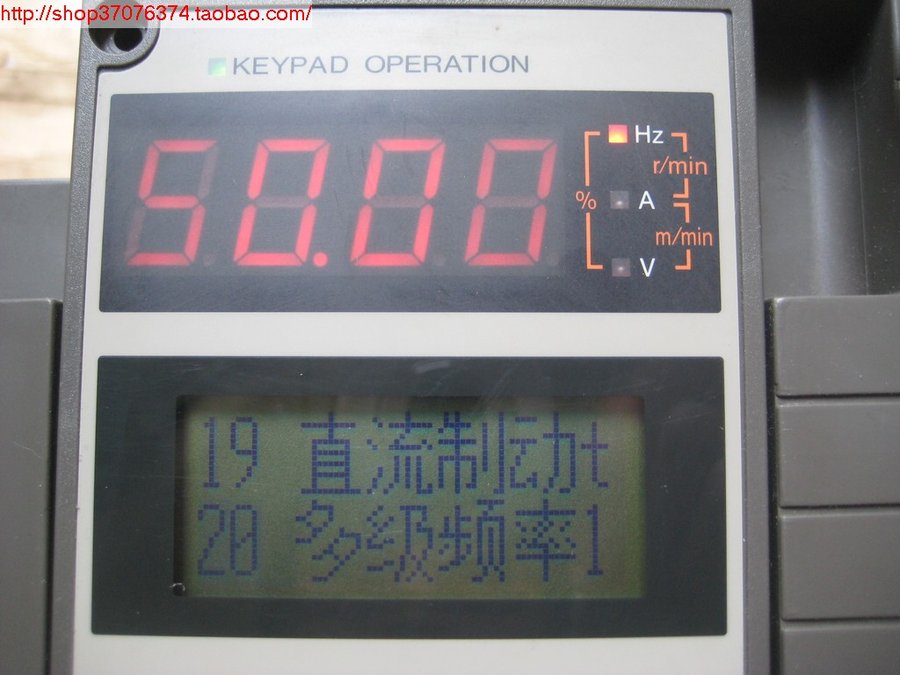 http://shop37076374.taobao.com/
KEYPAD OPERATION
50.00
Hz
r/min
% A
m/min
V
19 直流制动t
20 多级频率1